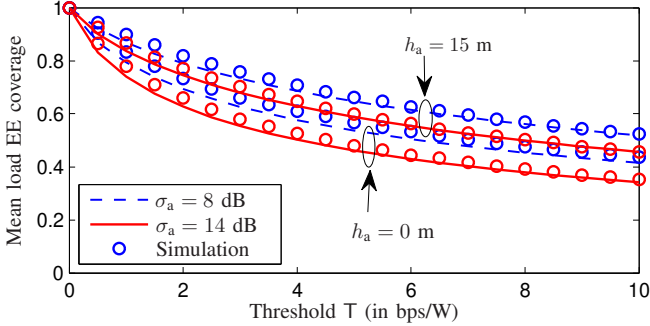 Mean load EE coverage
1
0.8
0.6
0.4
0.2
0
h_a = 15 m
h_a = 0 m
σ_a = 8 dB
σ_a = 14 dB
Simulation
0 2 4 6 8 10
Threshold T (in bps/W)